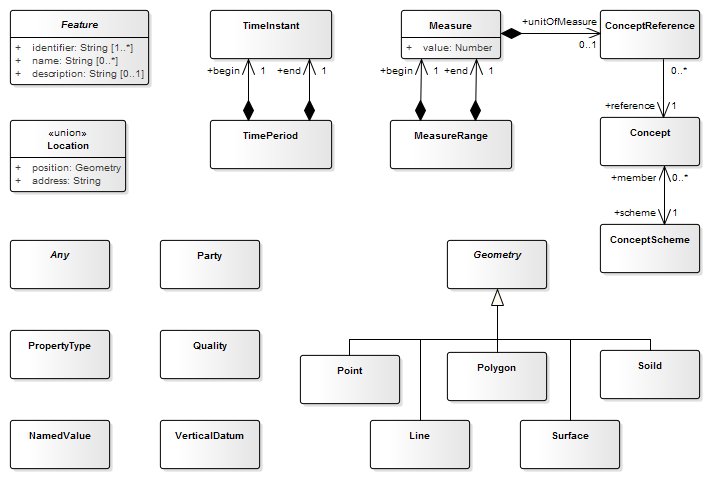 Feature
+ identifier: String [1..*]
+ name: String [0..*]
+ description: String [0..1]
TimeInstant
+begin 1
+end 1
TimePeriod
Measure
+ value: Number
+unitOfMeasure
0..1
+begin 1
+end 1
MeasureRange
ConceptReference
0..*
+reference 1
Concept
+member 0..*
+scheme 1
ConceptScheme
«union»
Location
+ position: Geometry
+ address: String
Any
Party
Geometry
PropertyType
Quality
Point
Polygon
Soild
NamedValue
VerticalDatum
Line
Surface